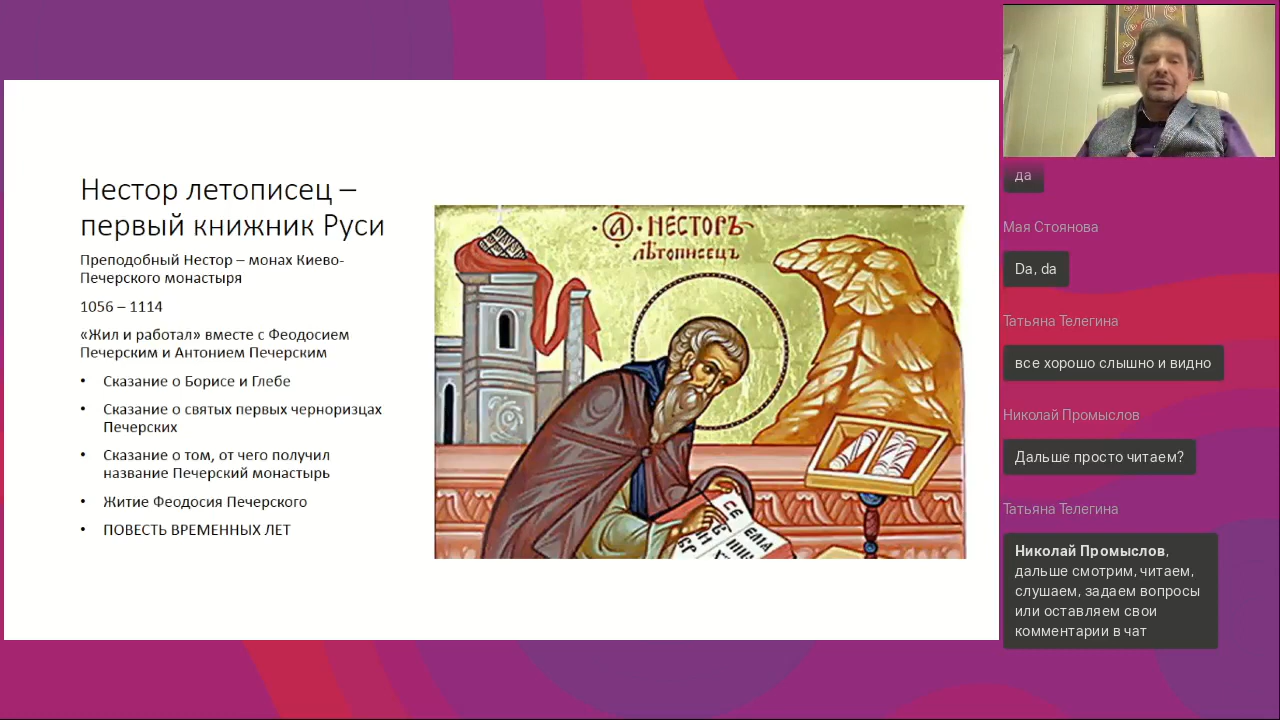 Нестор летописец –
первый книжник Руси
Преподобный Нестор – монах Киево-
Печерского монастыря
1056 – 1114
«Жил и работал» вместе с Феодосием
Печерским и Антонием Печерским
• Сказание о Борисе и Глебе
• Сказание о святых первых черноризцах
Печерских
• Сказание о том, от чего получил
название Печерский монастырь
• Житие Феодосия Печерского
• ПОВЕСТЬ ВРЕМЕННЫХ ЛЕТ
НЕСТОРЪ
лѣтописецъ
СЕ
да
Мая Стоянова
Da, da
Татьяна Телегина
все хорошо слышно и видно
Николай Промыслов
Дальше просто читаем?
Татьяна Телегина
Николай Промыслов,
дальше смотрим, читаем,
слушаем, задаем вопросы
или оставляем свои
комментарии в чат